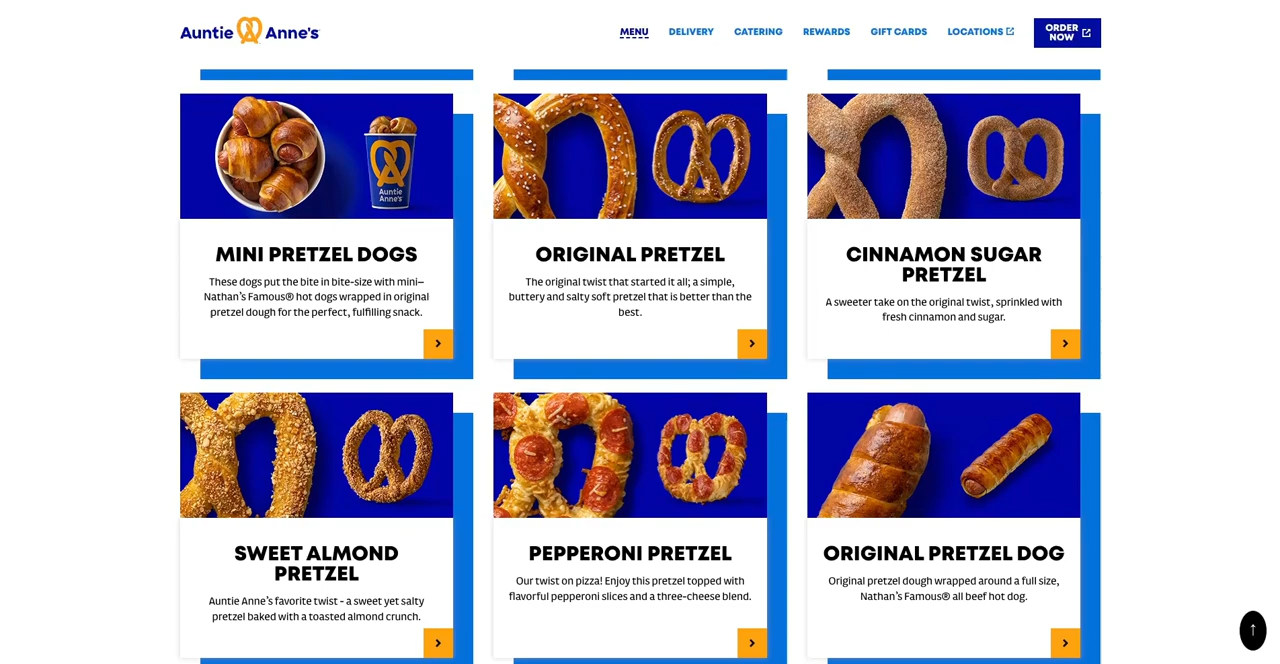 Auntie Anne's
MENU
DELIVERY
CATERING
REWARDS
GIFT CARDS
LOCATIONS
ORDER
NOW
Auntie
Anne's
MINI PRETZEL DOGS
These dogs put the bite in bite-size with mini–
Nathan's Famous® hot dogs wrapped in original
pretzel dough for the perfect, fulfilling snack.
ORIGINAL PRETZEL
The original twist that started it all; a simple,
buttery and salty soft pretzel that is better than the
best.
CINNAMON SUGAR
PRETZEL
A sweeter take on the original twist, sprinkled with
fresh cinnamon and sugar.
SWEET ALMOND
PRETZEL
Auntie Anne's favorite twist - a sweet yet salty
pretzel baked with a toasted almond crunch.
PEPPERONI PRETZEL
Our twist on pizza! Enjoy this pretzel topped with
flavorful pepperoni slices and a three-cheese blend.
ORIGINAL PRETZEL DOG
Original pretzel dough wrapped around a full size,
Nathan's Famous® all beef hot dog.